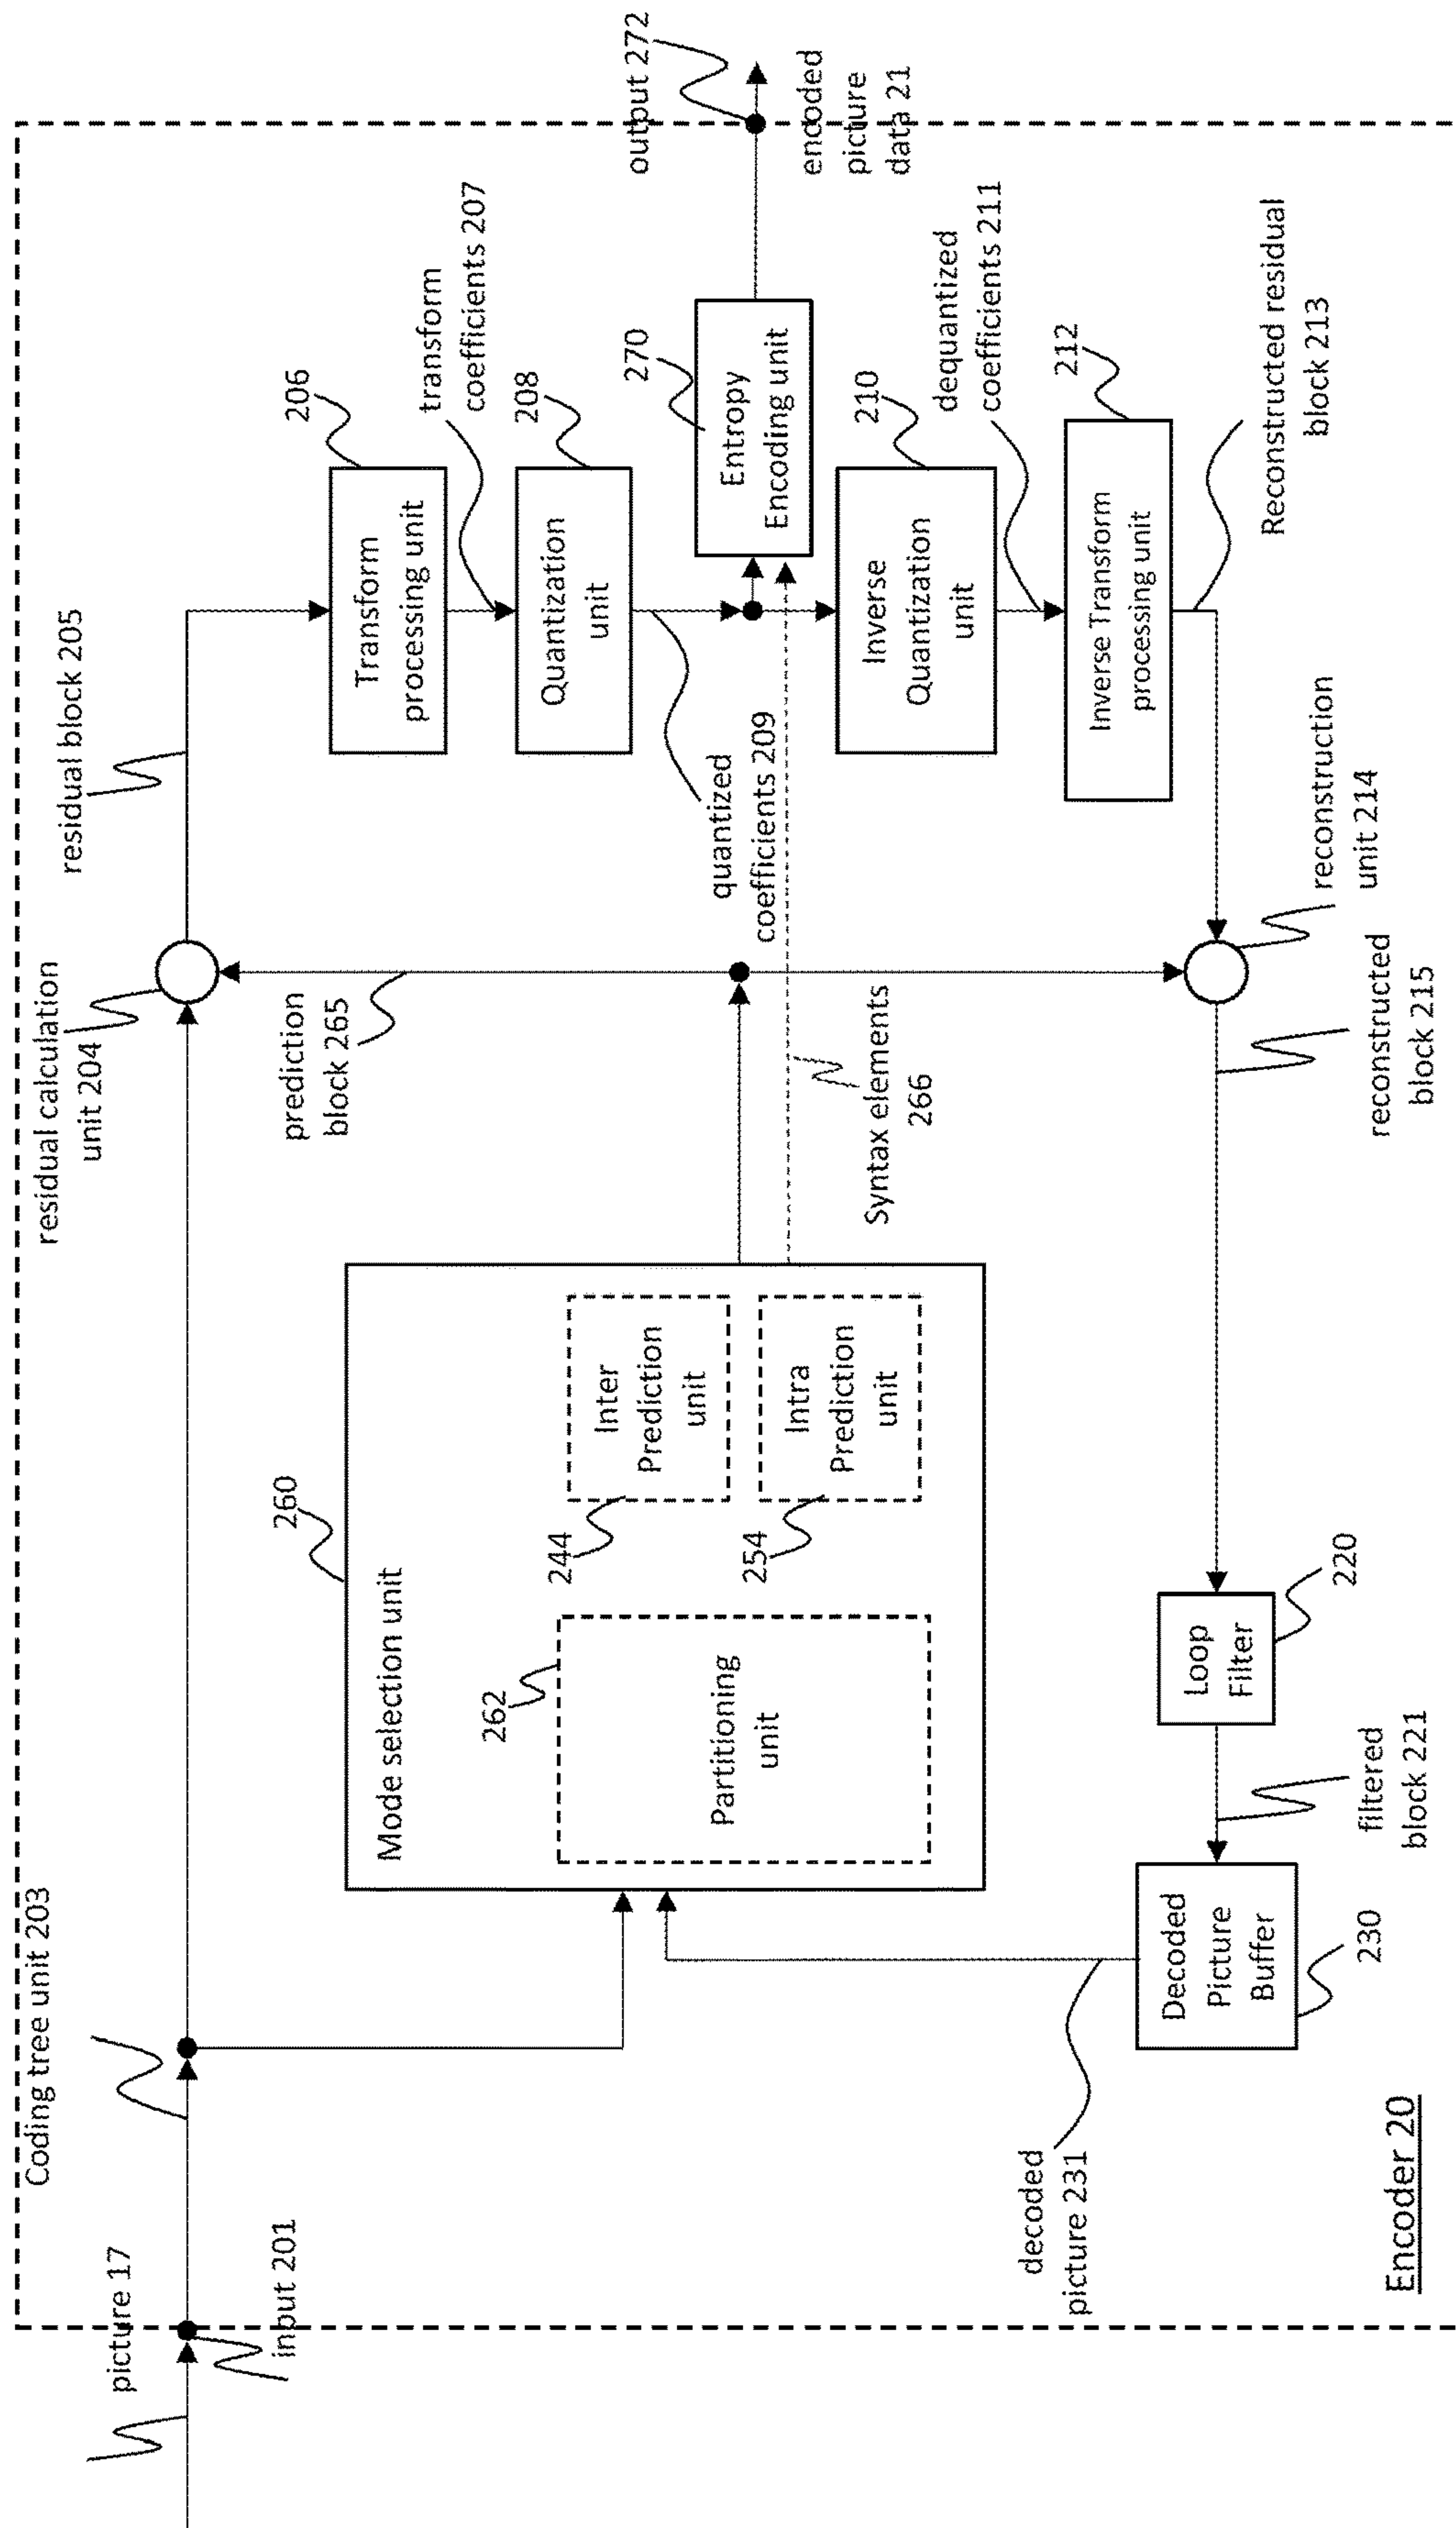 picture 17
input 201
Coding tree unit 203
residual calculation
unit 204
residual block 205
206
Transform
processing unit
transform
coefficients 207
208
Quantization
unit
quantized
coefficients 209
270
Entropy
Encoding unit
output 272
encoded
picture
data 21
210
Inverse
Quantization
unit
dequantized
coefficients 211
212
Inverse Transform
processing unit
Reconstructed residual
block 213
reconstruction
unit 214
reconstructed
block 215
prediction
block 265
Syntax elements
266
260
Mode selection unit
262
Partitioning
unit
244
Inter
Prediction
unit
254
Intra
Prediction
unit
220
Loop
Filter
filtered
block 221
Decoded
Picture
Buffer
230
decoded
picture 231
Encoder 20